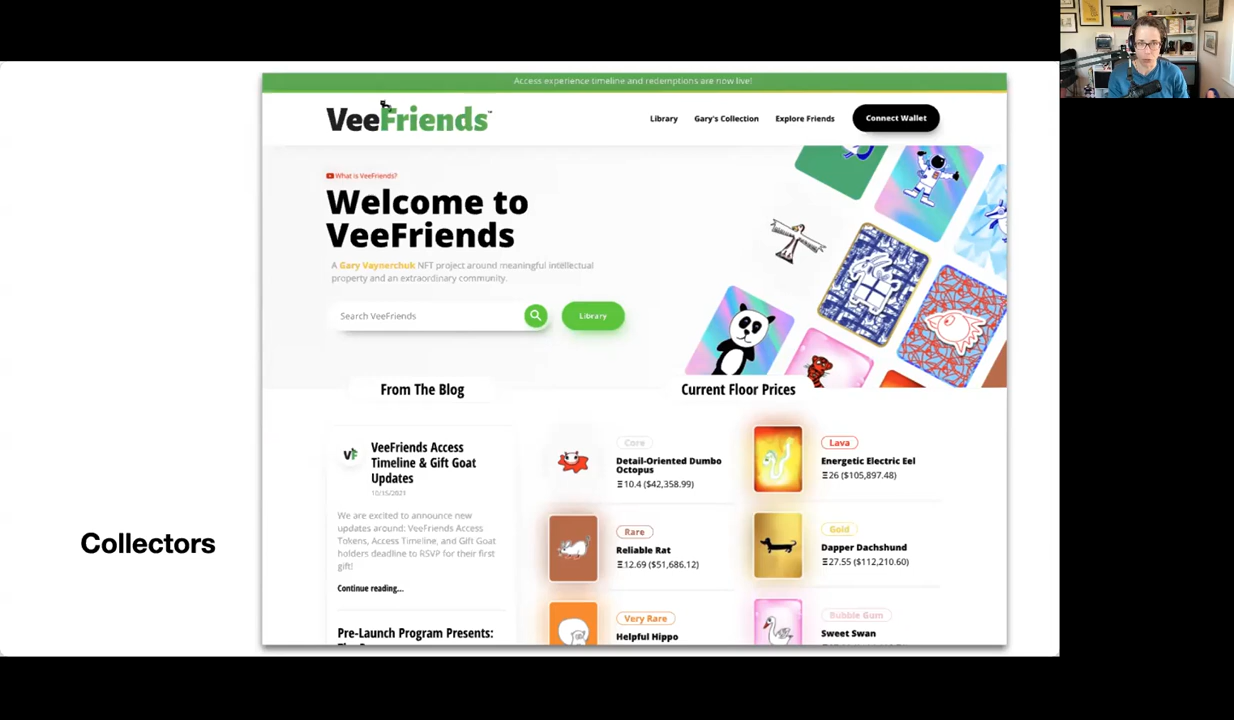 Access experience timeline and redemptions are now live!
VeeFriends™
Library
Gary's Collection
Explore Friends
Connect Wallet
What is VeeFriends?
Welcome to
VeeFriends
A Gary Vaynerchuk NFT project around meaningful intellectual
property and an extraordinary community.
Search VeeFriends
Library
From The Blog
VF
VeeFriends Access
Timeline & Gift Goat
Updates
10/15/2021
We are excited to announce new
updates around: VeeFriends Access
Tokens, Access Timeline, and Gift Goat
holders deadline to RSVP for their first
gift!
Continue reading...
Pre-Launch Program Presents:
Current Floor Prices
Core
Detail-Oriented Dumbo
Octopus
Ξ10.4 ($42,358.99)
Lava
Energetic Electric Eel
Ξ26 ($105,897.48)
Rare
Reliable Rat
Ξ12.69 ($51,686.12)
Gold
Dapper Dachshund
Ξ27.55 ($112,210.60)
Very Rare
Helpful Hippo
Bubble Gum
Sweet Swan
Collectors